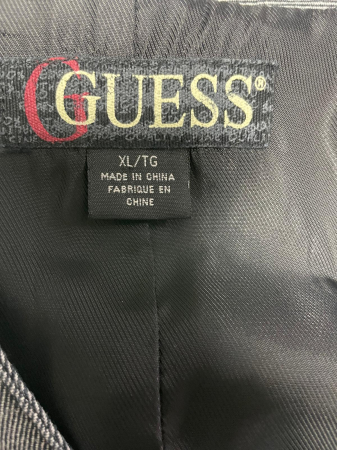 G
GUESS®
XL/TG
MADE IN CHINA
FABRIQUE EN
CHINE